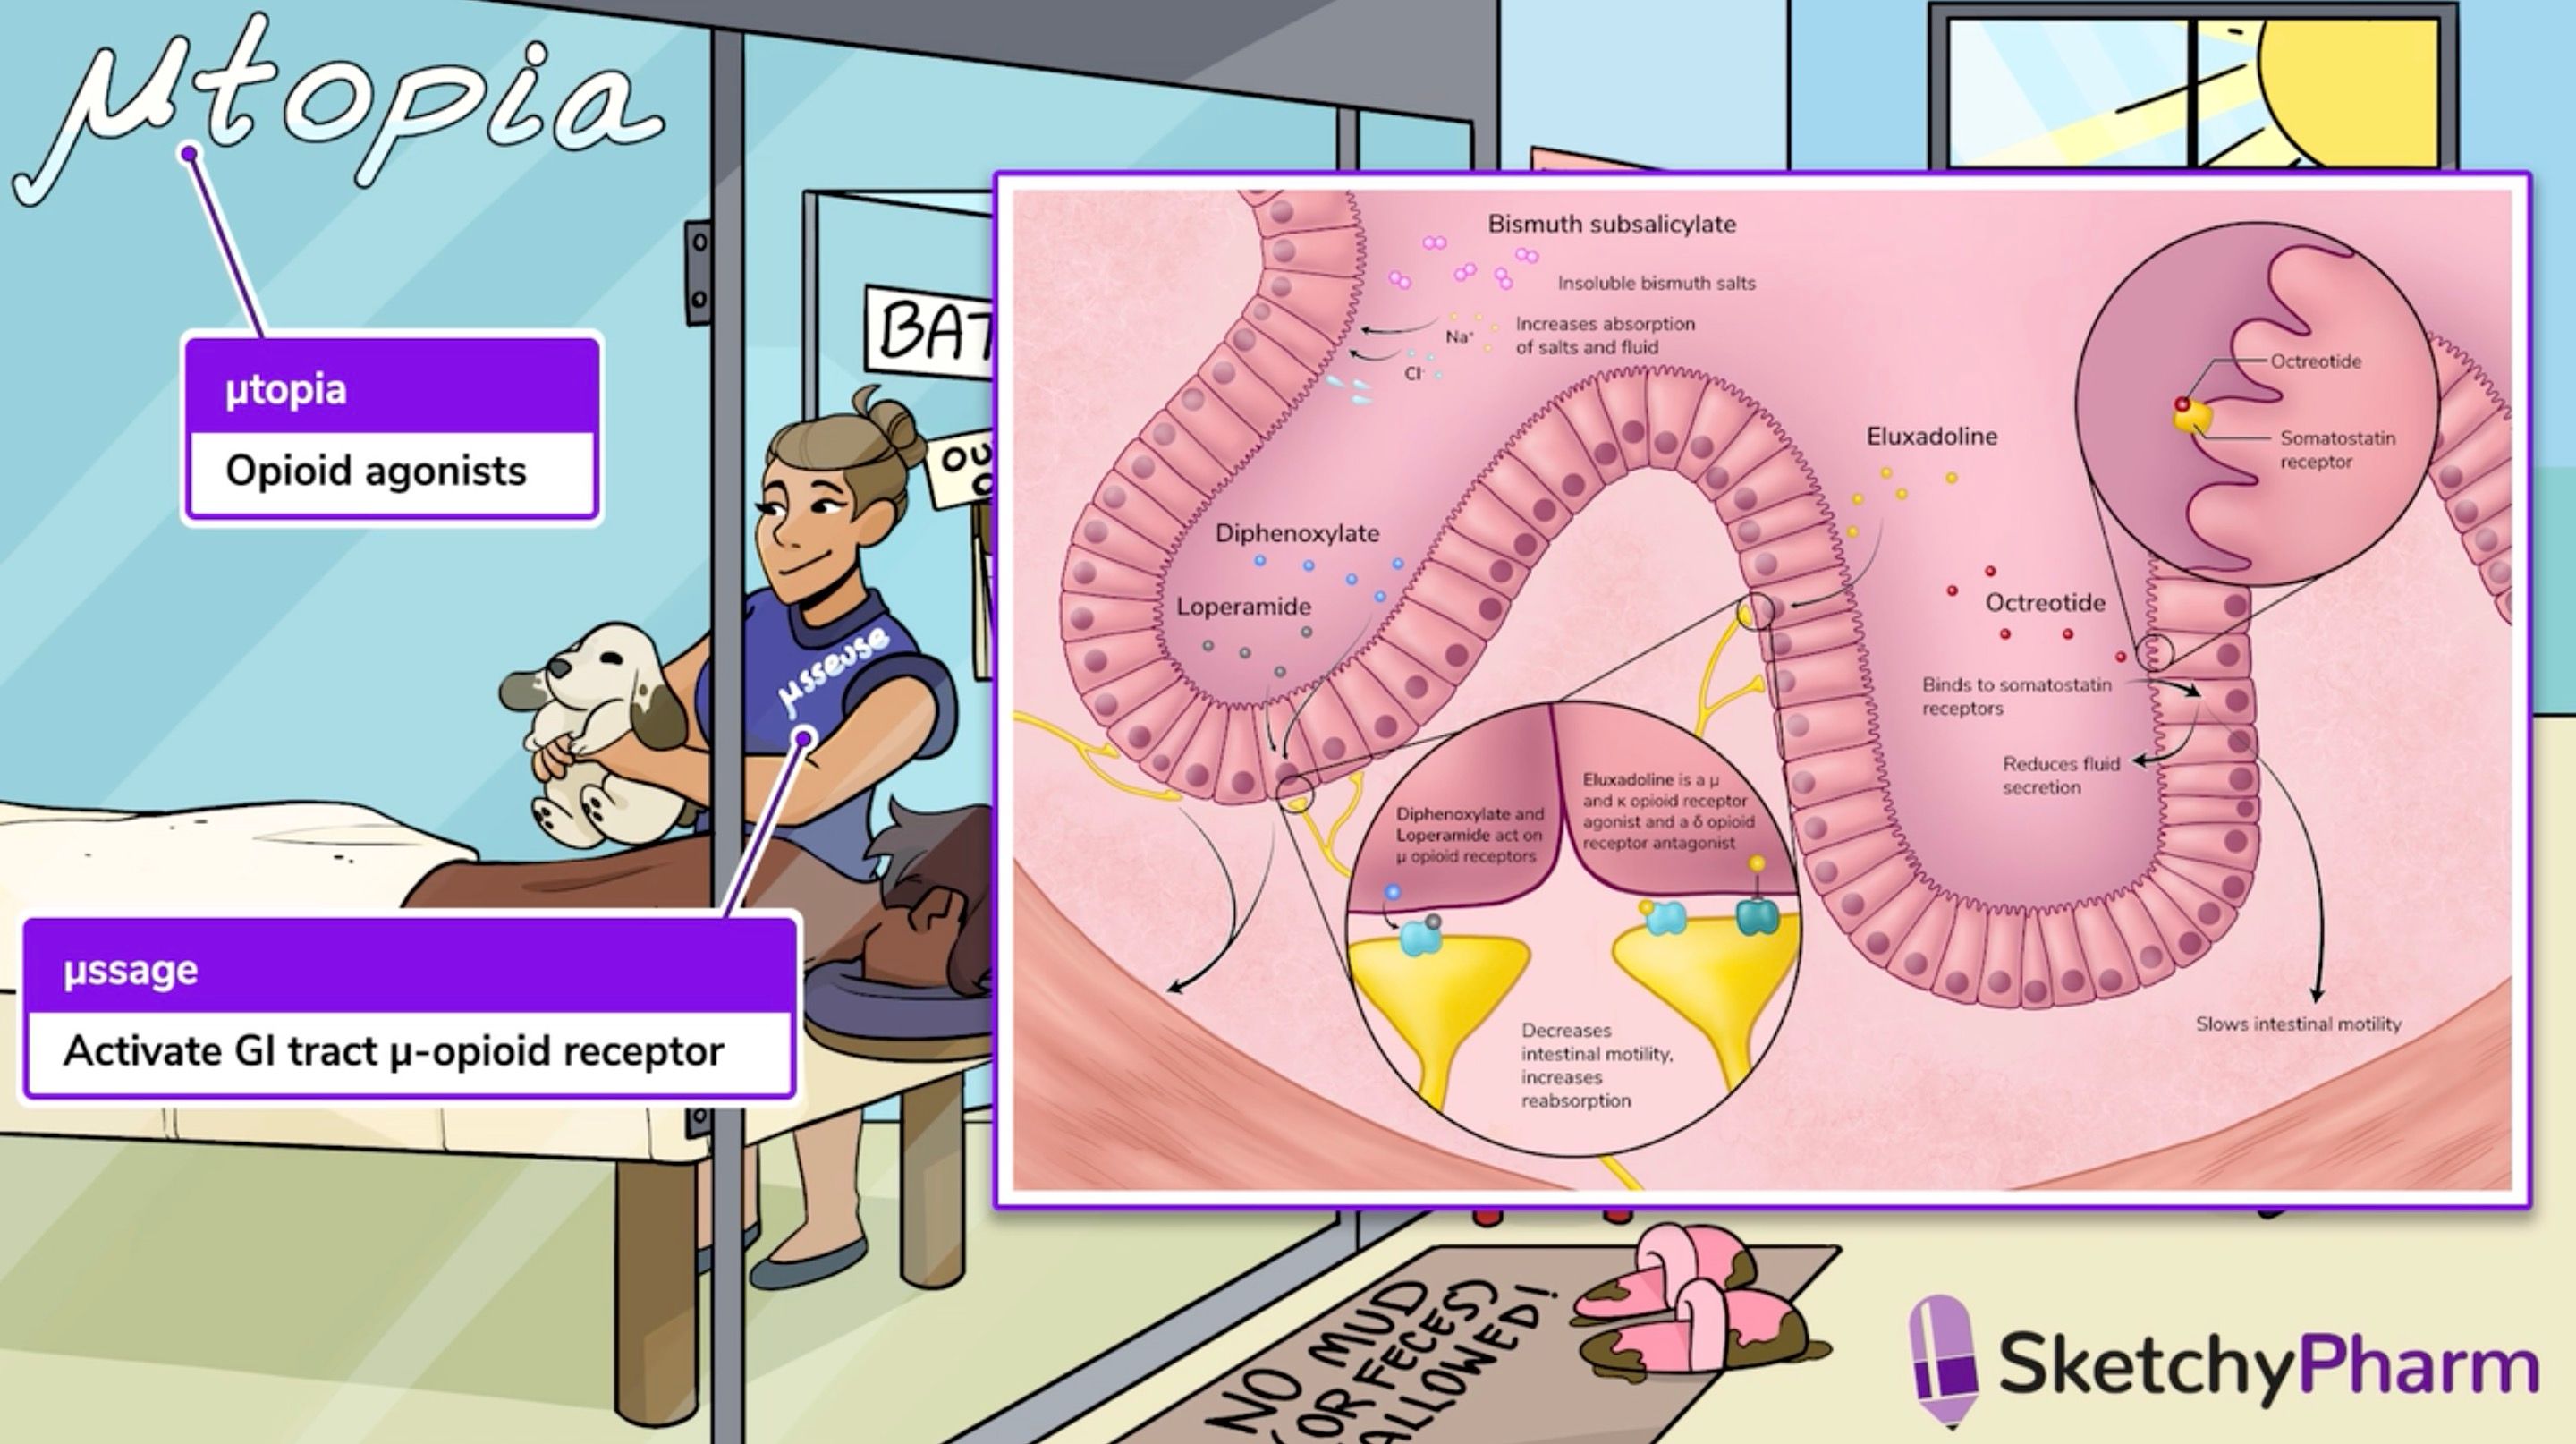 μtopia
μtopia
Opioid agonists
BAT
OU
O
μsseuse
μssage
Activate GI tract μ-opioid receptor
Bismuth subsalicylate
Insoluble bismuth salts
Increases absorption
of salts and fluid
Na⁺
Cl⁻
Diphenoxylate
Loperamide
Eluxadoline
Octreotide
Somatostatin
receptor
Octreotide
Binds to somatostatin
receptors
Reduces fluid
secretion
Slows intestinal motility
Diphenoxylate and
Loperamide act on
μ opioid receptors
Eluxadoline is a μ
and κ opioid receptor
agonist and a δ opioid
receptor antagonist
Decreases
intestinal motility,
increases
reabsorption
NO MUD
(OR FECES)
ALLOWED!
SketchyPharm